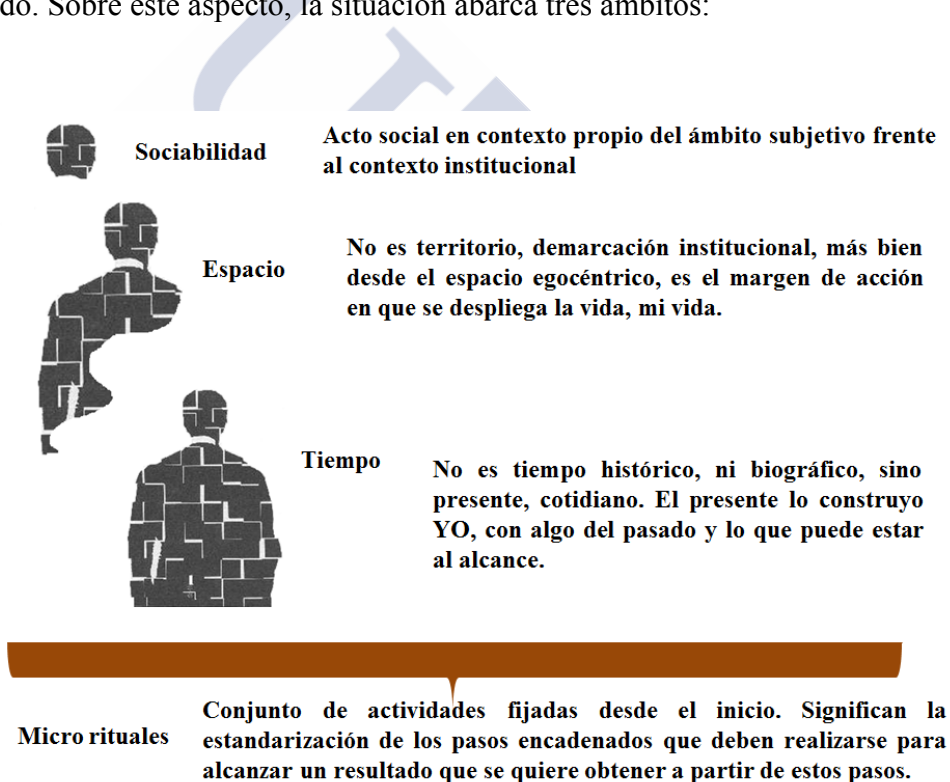 do. Sobre este aspecto, la situación abarca tres ámbitos:
Sociabilidad
Acto social en contexto propio del ámbito subjetivo frente
al contexto institucional
Espacio
No es territorio, demarcación institucional, más bien
desde el espacio egocéntrico, es el margen de acción
en que se despliega la vida, mi vida.
Tiempo
No es tiempo histórico, ni biográfico, sino
presente, cotidiano. El presente lo construyo
YO, con algo del pasado y lo que puede estar
al alcance.
Micro rituales
Conjunto de actividades fijadas desde el inicio. Significan la
estandarización de los pasos encadenados que deben realizarse para
alcanzar un resultado que se quiere obtener a partir de estos pasos.